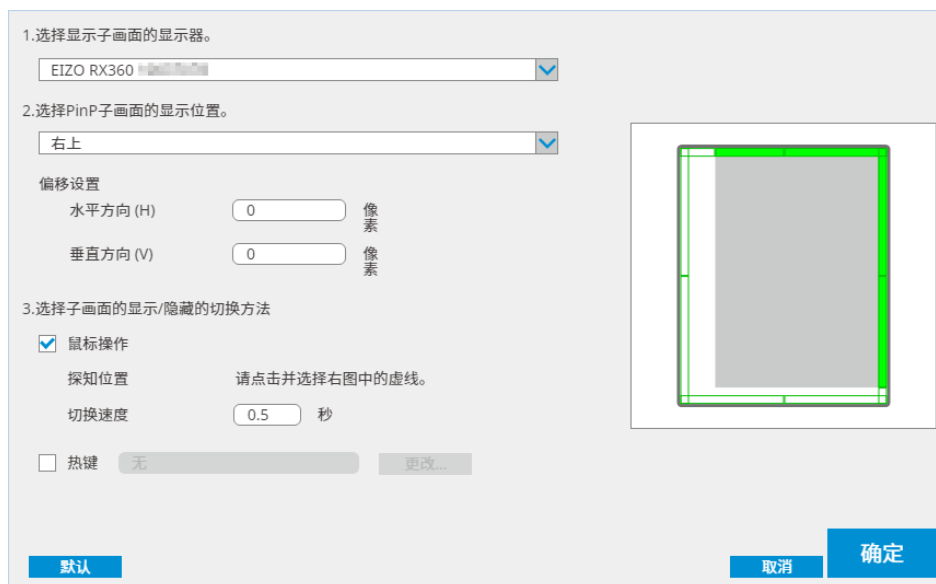 1.选择显示子画面的显示器。
EIZO RX360
2.选择PinP子画面的显示位置。
右上
偏移设置
水平方向 (H) 0 像素
垂直方向 (V) 0 像素
3.选择子画面的显示/隐藏的切换方法
鼠标操作
探知位置 请点击并选择右图中的虚线。
切换速度 0.5 秒
热键 无 更改...
默认 取消 确定